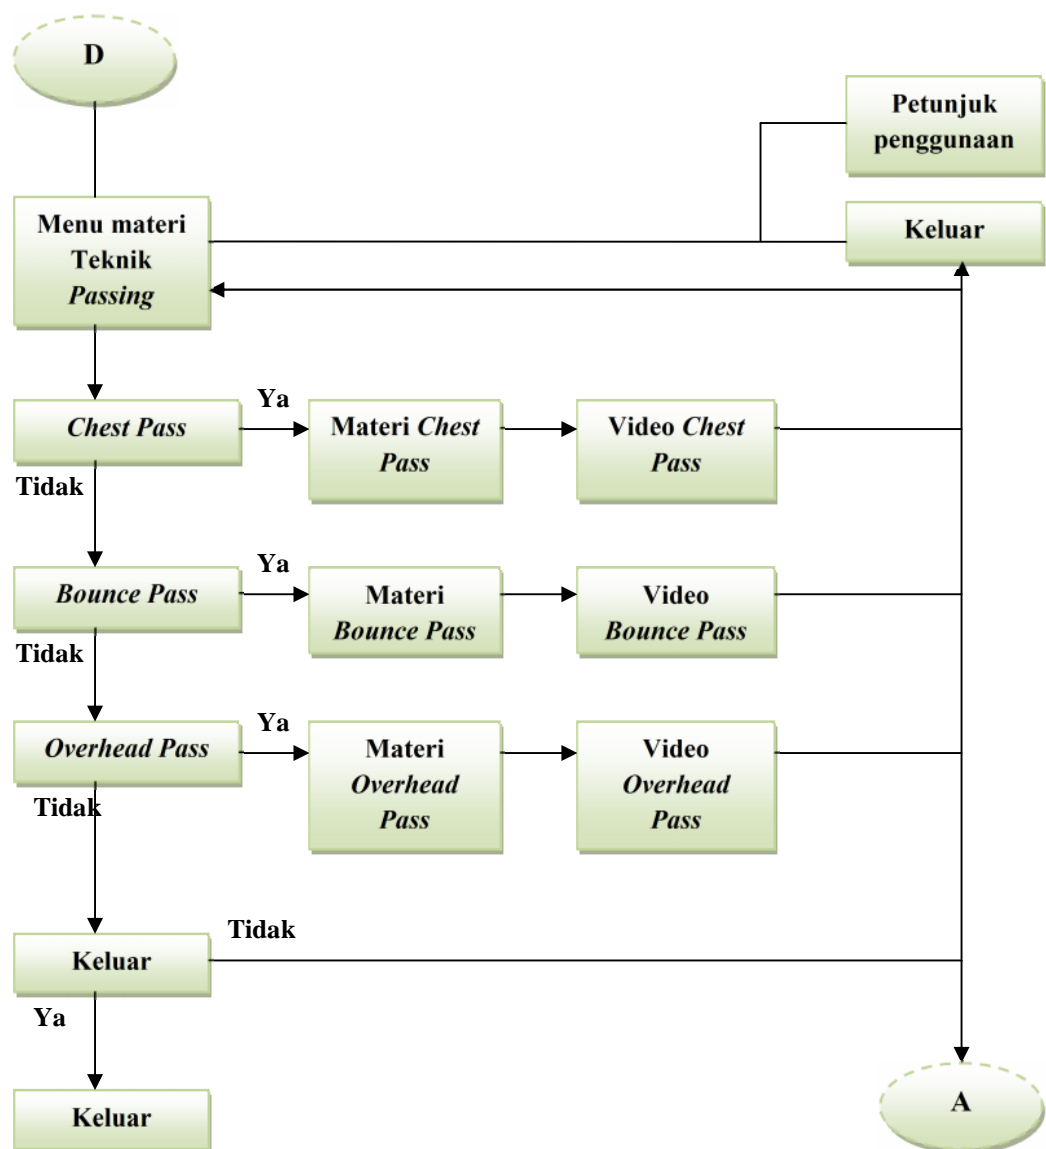 D
Petunjuk
penggunaan
Menu materi
Teknik
Passing
Keluar
Chest Pass
Ya
Materi Chest
Pass
Video Chest
Pass
Tidak
Bounce Pass
Ya
Materi
Bounce Pass
Video
Bounce Pass
Tidak
Overhead Pass
Ya
Materi
Overhead
Pass
Video
Overhead
Pass
Tidak
Keluar
Tidak
Ya
Keluar
A